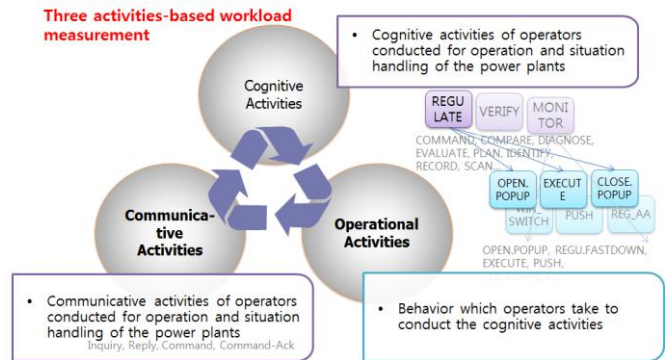 Three activities-based workload
measurement
• Cognitive activities of operators
conducted for operation and situation
handling of the power plants
Cognitive
Activities
REGU
LATE
VERIFY
MONI
TOR
COMMAND, COMPARE, DIAGNOSE,
EVALUATE, PLAN, IDENTIFY,
RECORD, SCAN…
OPEN.
POPUP
EXECUT
E
CLOSE.
POPUP
WIN_
SWITCH
PUSH
REG_AA
OPEN.POPUP, REGU.FASTDOWN,
EXECUTE, PUSH,
Communica-
tive
Activities
Operational
Activities
• Communicative activities of operators
conducted for operation and situation
handling of the power plants
Inquiry, Reply, Command, Command-Ack
• Behavior which operators take to
conduct the cognitive activities